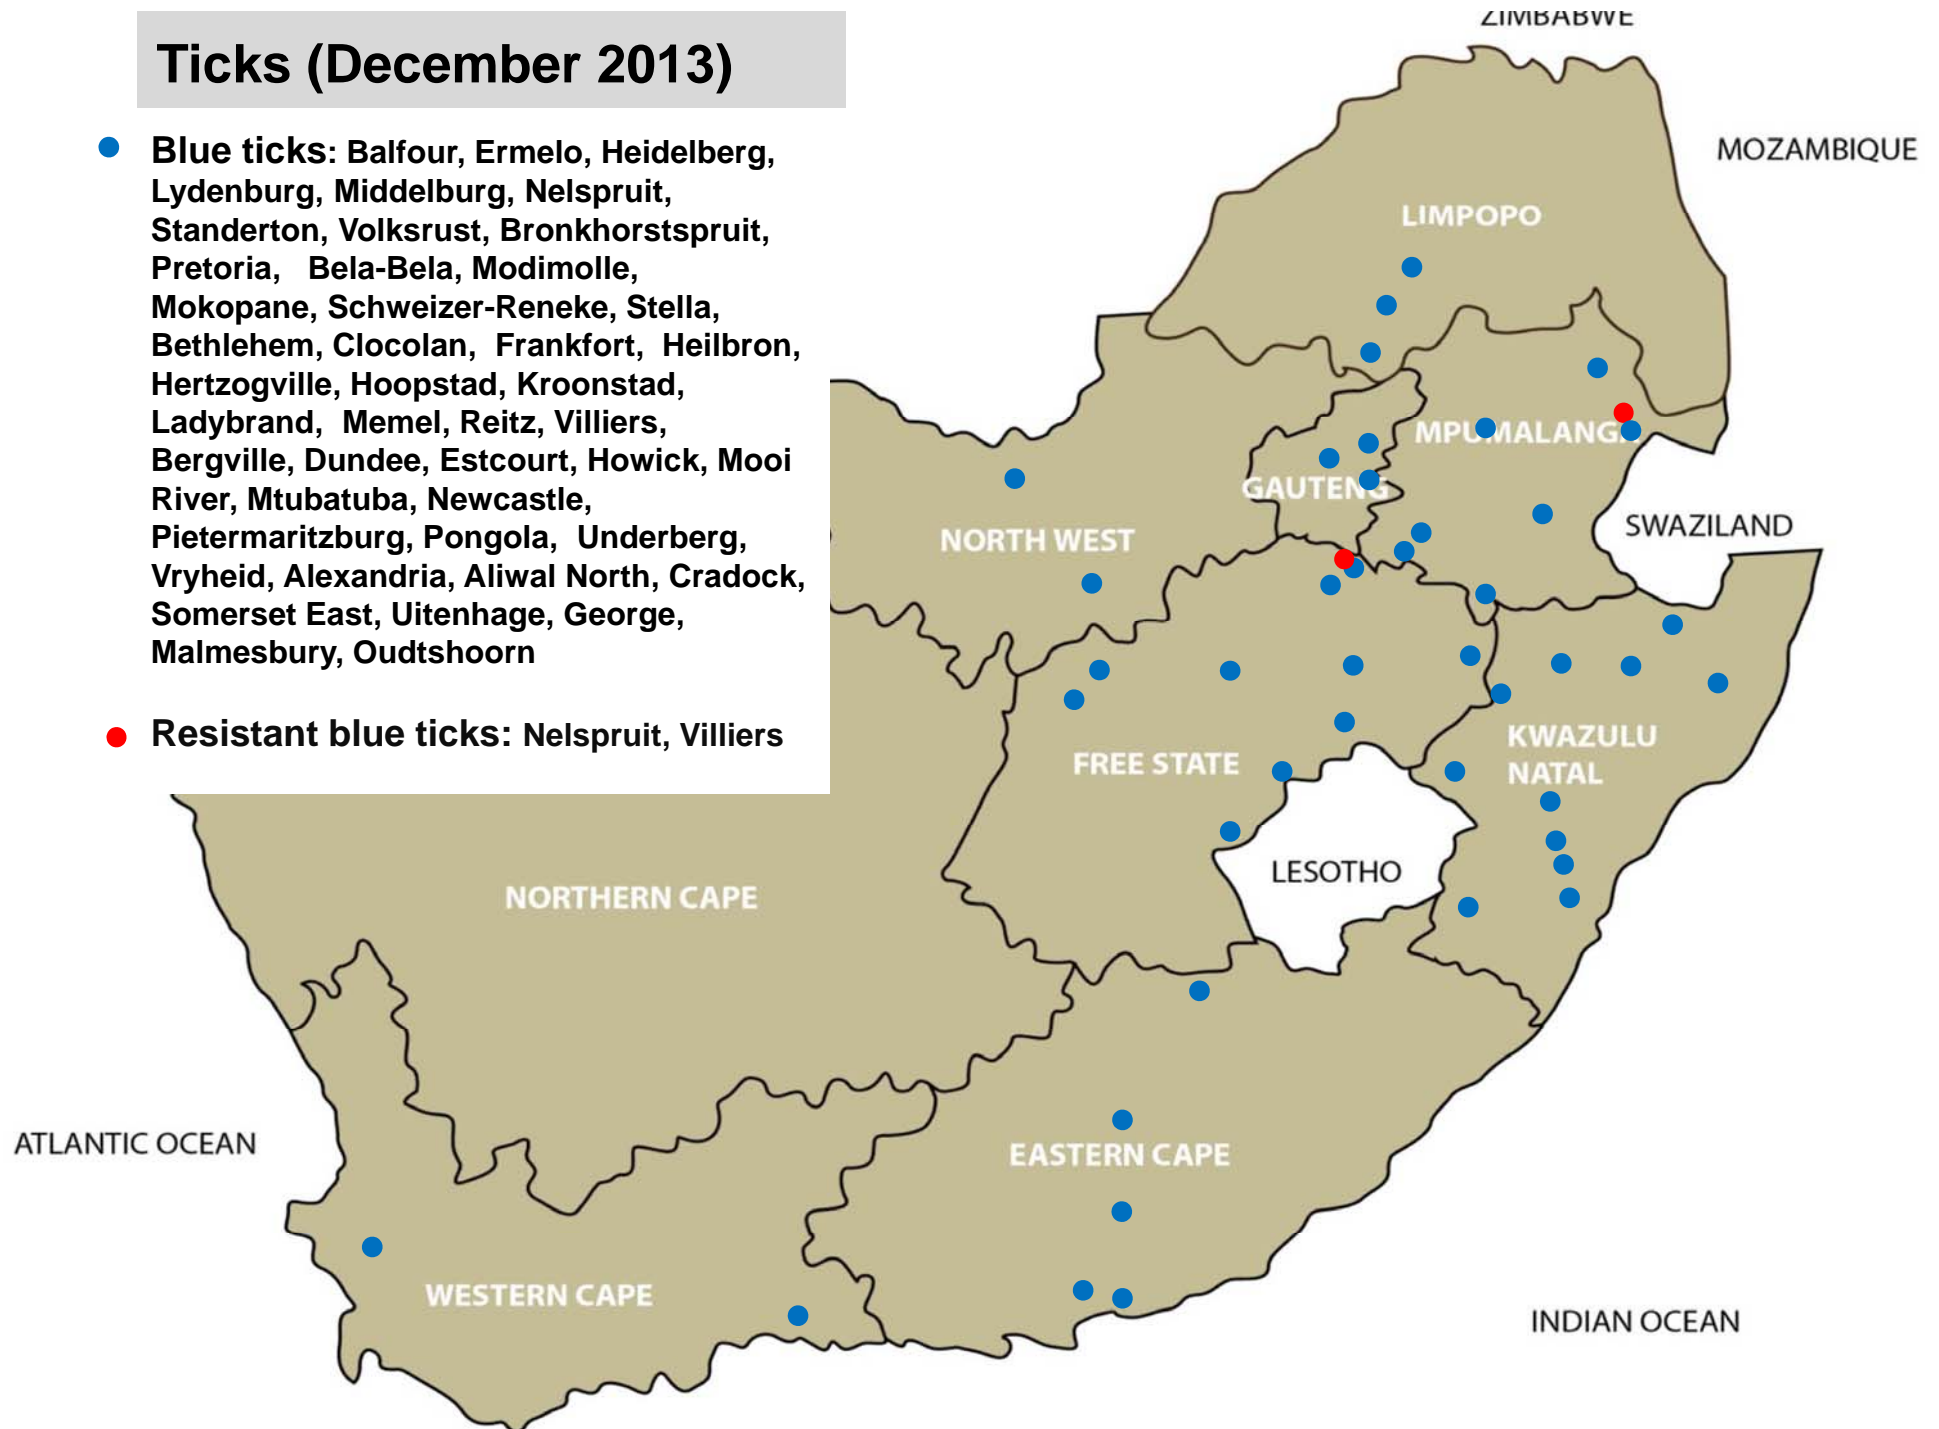 Ticks (December 2013)
Blue ticks: Balfour, Ermelo, Heidelberg,
Lydenburg, Middelburg, Nelspruit,
Standerton, Volksrust, Bronkhorstspruit,
Pretoria, Bela-Bela, Modimolle,
Mokopane, Schweizer-Reneke, Stella,
Bethlehem, Clocolan, Frankfort, Heilbron,
Hertzogville, Hoopstad, Kroonstad,
Ladybrand, Memel, Reitz, Villiers,
Bergville, Dundee, Estcourt, Howick, Mooi
River, Mtubatuba, Newcastle,
Pietermaritzburg, Pongola, Underberg,
Vryheid, Alexandria, Aliwal North, Cradock,
Somerset East, Uitenhage, George,
Malmesbury, Oudtshoorn
Resistant blue ticks: Nelspruit, Villiers
ZIMBABWE
MOZAMBIQUE
LIMPOPO
MPUMALANGA
GAUTENG
SWAZILAND
NORTH WEST
KWAZULU
NATAL
FREE STATE
LESOTHO
NORTHERN CAPE
ATLANTIC OCEAN
EASTERN CAPE
WESTERN CAPE
INDIAN OCEAN